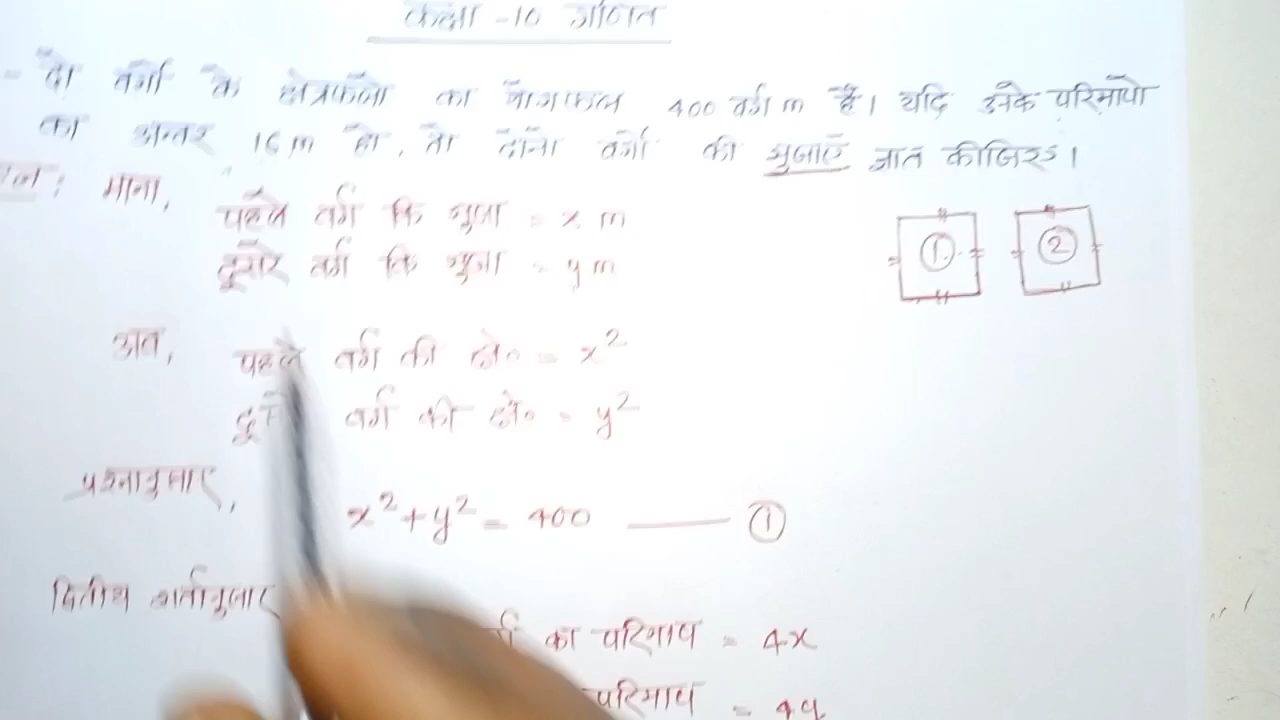 कक्षा -10 गणित
- दो वर्गो के क्षेत्रफलो का योगफल 400 वर्ग m है। यदि उनके परिमापो
का अन्तर 16 m हो, तो दोनो वर्गो की भुजाएँ ज्ञात कीजिए।
हल: माना,
पहले वर्ग कि भुजा = x m
दूसरे वर्ग कि भुजा = y m
① ②
अब, पहले वर्ग की क्षे० = x²
वर्ग की क्षे० = y²
प्रश्नानुसार,
x² + y² = 400 —— ①
द्वितीय शर्तानुसार
का परिमाप = 4x
परिमाप = 4y